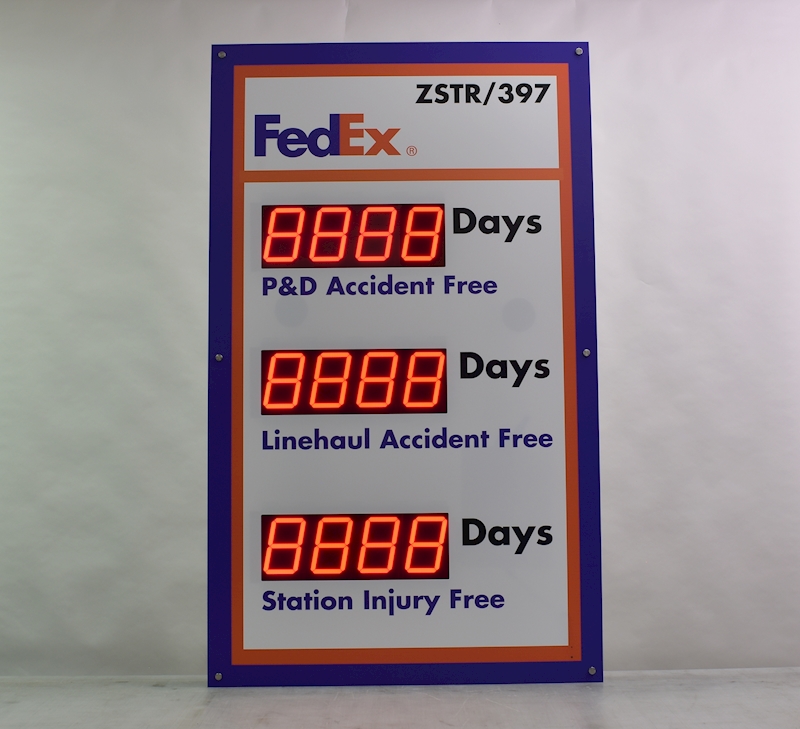 ZSTR/397
FedEx®
8888 Days
P&D Accident Free
8888 Days
Linehaul Accident Free
8888 Days
Station Injury Free